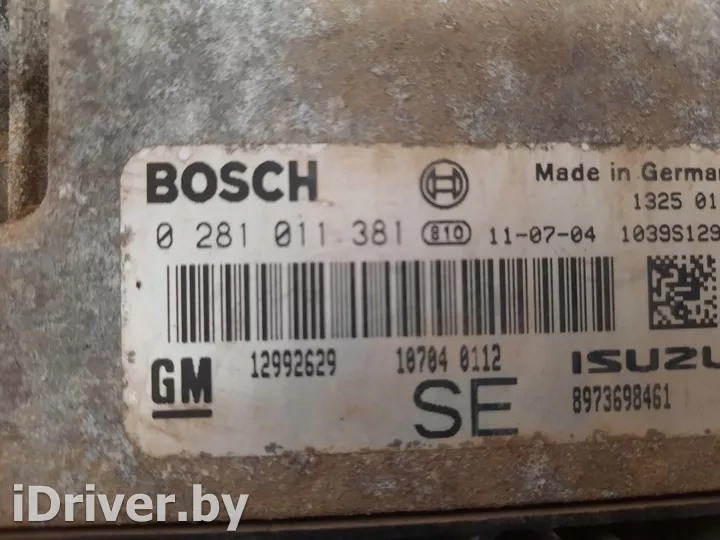 BOSCH
Made in German
1325 01
0 281 011 381 810 11-07-04 1039S129
GM 12992629 10704 0112 ISUZU
SE 8973698461
iDriver.by